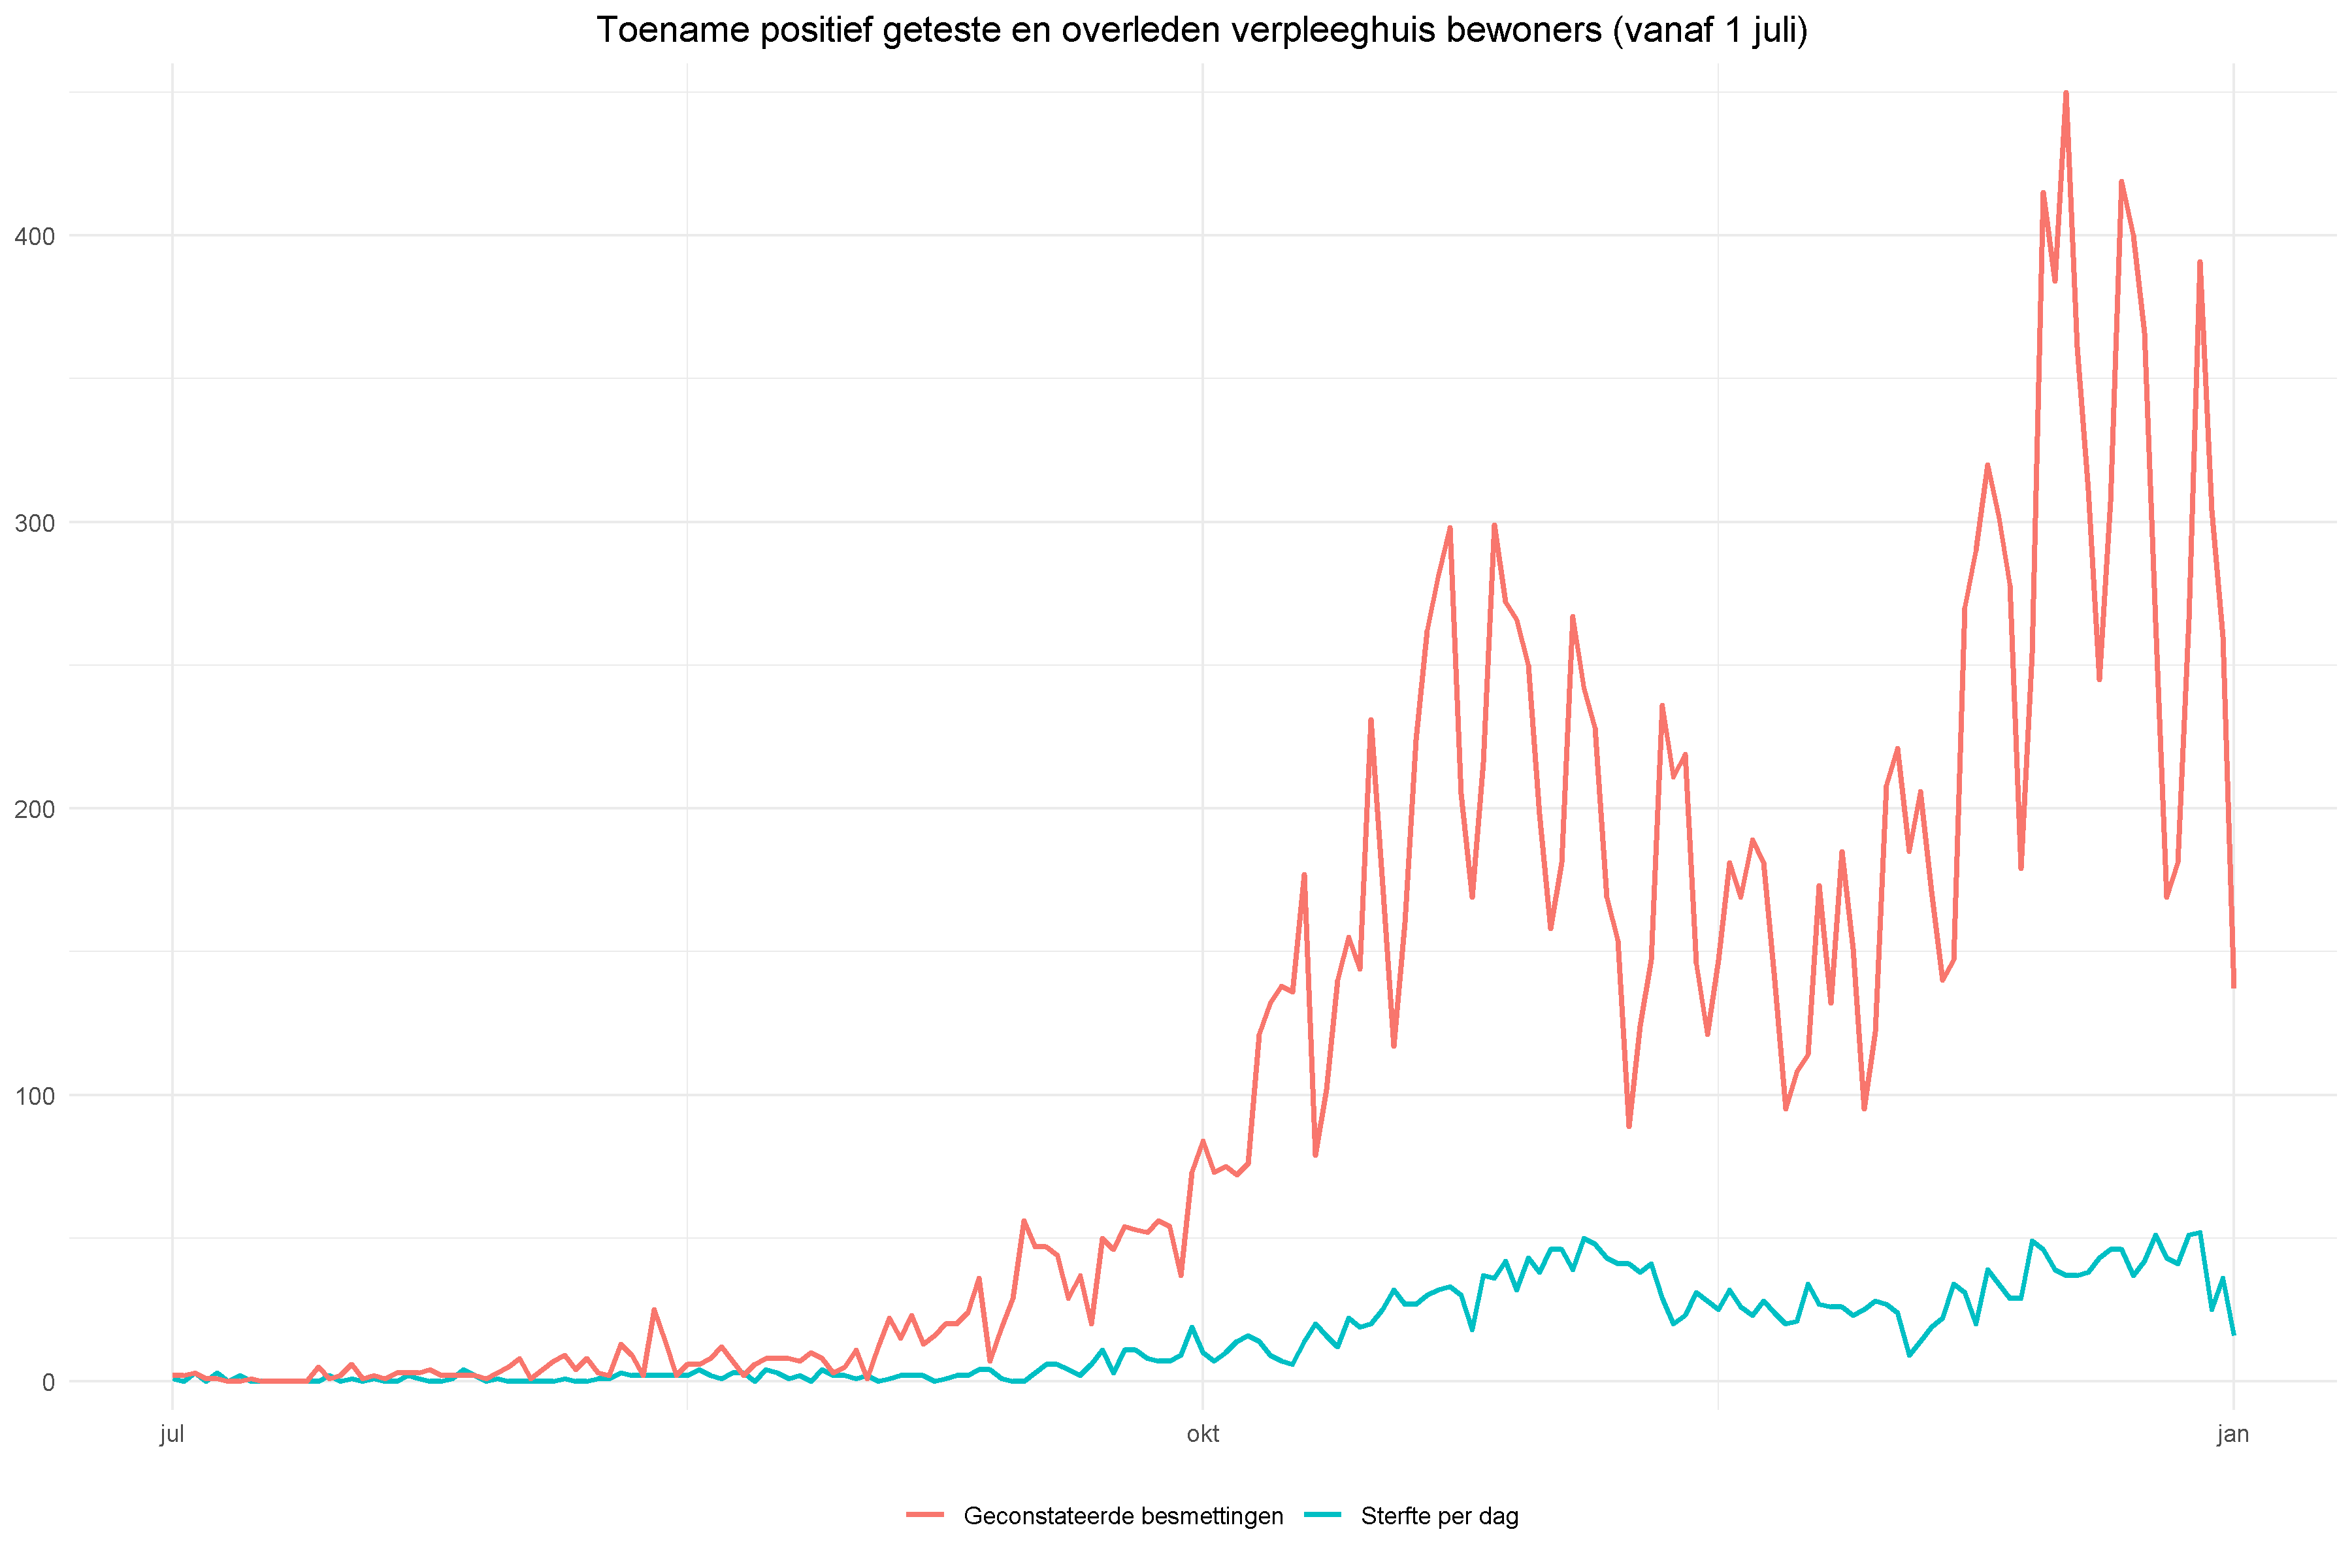 Toename positief geteste en overleden verpleeghuis bewoners (vanaf 1 juli)
400
300
200
100
0
jul okt jan
Geconstateerde besmettingen Sterfte per dag